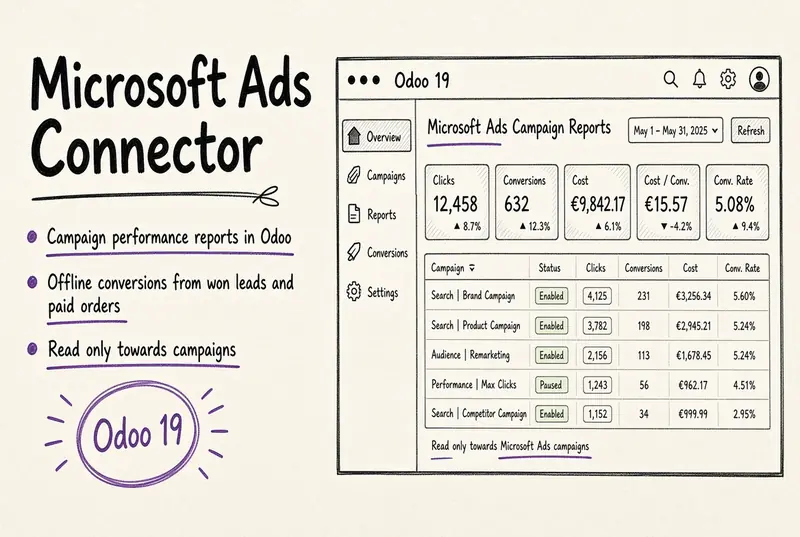 Microsoft Ads
Connector
Campaign performance reports in Odoo
Offline conversions from won leads and
paid orders
Read only towards campaigns
Odoo 19
Odoo 19
Overview
Campaigns
Reports
Conversions
Settings
Microsoft Ads Campaign Reports
May 1 – May 31, 2025
Refresh
Clicks
12,458
▲ 8.7%
Conversions
632
▲ 12.3%
Cost
€9,842.17
▲ 6.1%
Cost / Conv.
€15.57
▼ -4.2%
Conv. Rate
5.08%
▲ 9.4%
Campaign Status Clicks Conversions Cost Conv. Rate
Search | Brand Campaign Enabled 4,125 231 €3,256.34 5.60%
Search | Product Campaign Enabled 3,782 198 €2,945.21 5.24%
Audience | Remarketing Enabled 2,156 113 €1,678.45 5.24%
Performance | Max Clicks Paused 1,243 56 €962.17 4.51%
Search | Competitor Campaign Enabled 1,152 34 €999.99 2.95%
Read only towards Microsoft Ads campaigns